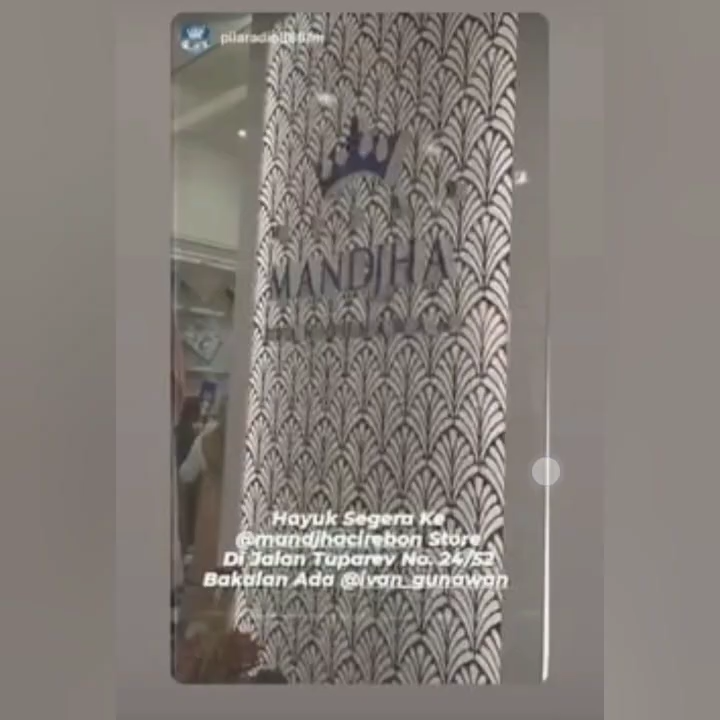 MANDJHA
Hayuk Segera Ke
@mandjhacirebon Store
Di Jalan Tuparev No. 24/52
Bakalan Ada @ivan_gunawan